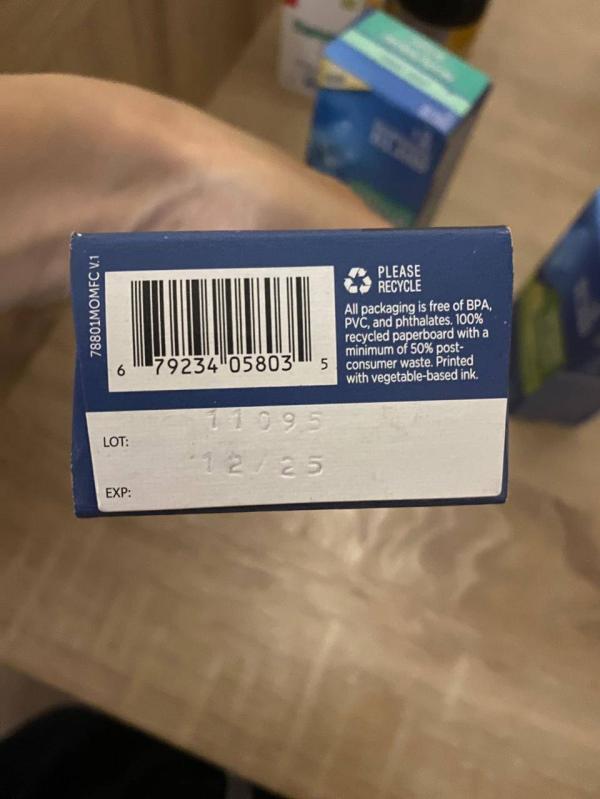 78801MOMFC V.1
6 79234 05803 5
PLEASE
RECYCLE
All packaging is free of BPA,
PVC, and phthalates. 100%
recycled paperboard with a
minimum of 50% post-
consumer waste. Printed
with vegetable-based ink.
11095
LOT:
12/25
EXP: